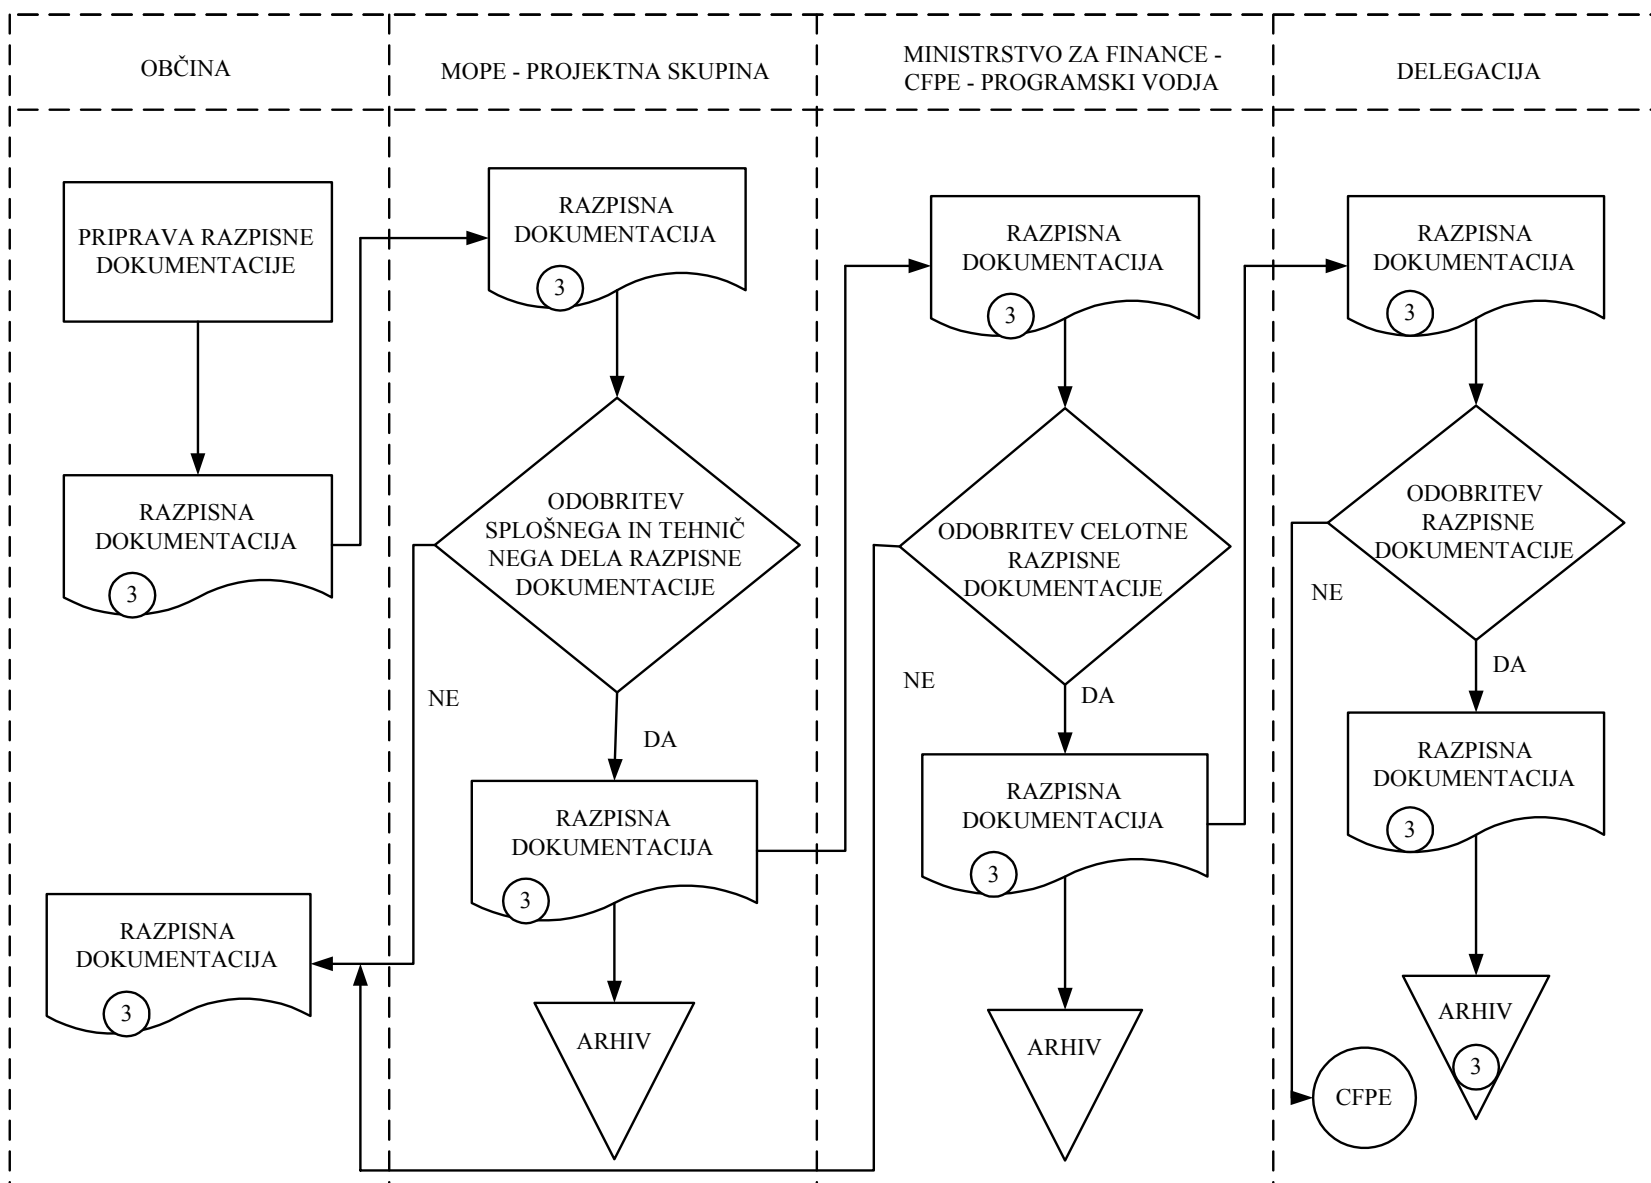 OBČINA
MOPE - PROJEKTNA SKUPINA
MINISTRSTVO ZA FINANCE -
CFPE - PROGRAMSKI VODJA
DELEGACIJA
PRIPRAVA RAZPISNE
DOKUMENTACIJE
RAZPISNA
DOKUMENTACIJA
3
RAZPISNA
DOKUMENTACIJA
3
RAZPISNA
DOKUMENTACIJA
3
ODOBRITEV
SPLOŠNEGA IN TEHNIČ
NEGA DELA RAZPISNE
DOKUMENTACIJE
NE
DA
RAZPISNA
DOKUMENTACIJA
3
ARHIV
RAZPISNA
DOKUMENTACIJA
3
ODOBRITEV CELOTNE
RAZPISNE
DOKUMENTACIJE
NE
DA
RAZPISNA
DOKUMENTACIJA
3
ARHIV
RAZPISNA
DOKUMENTACIJA
3
ODOBRITEV
RAZPISNE
DOKUMENTACIJE
NE
DA
RAZPISNA
DOKUMENTACIJA
3
ARHIV
3
CFPE